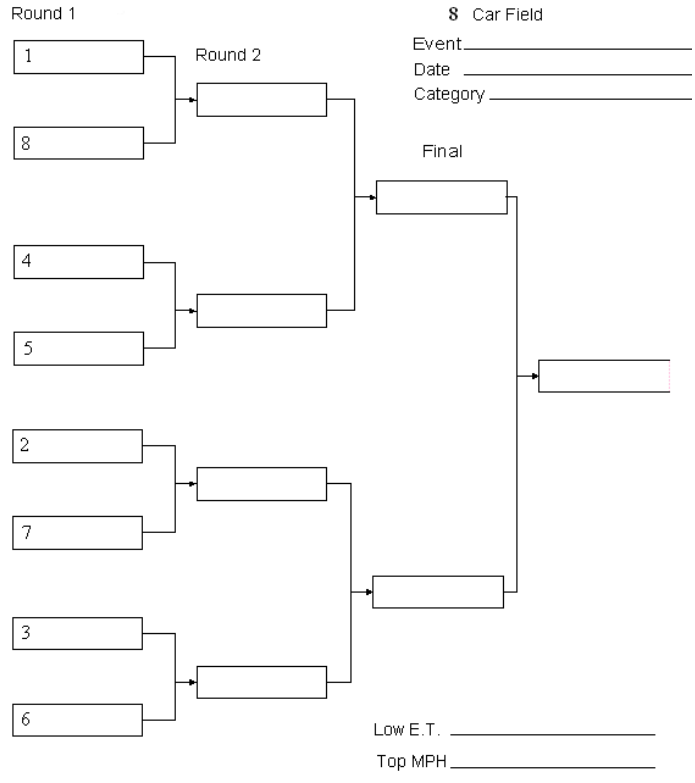 Round 1
8 Car Field
Event
Date
Category
1
Round 2
8
Final
4
5
2
7
3
6
Low E.T.
Top MPH